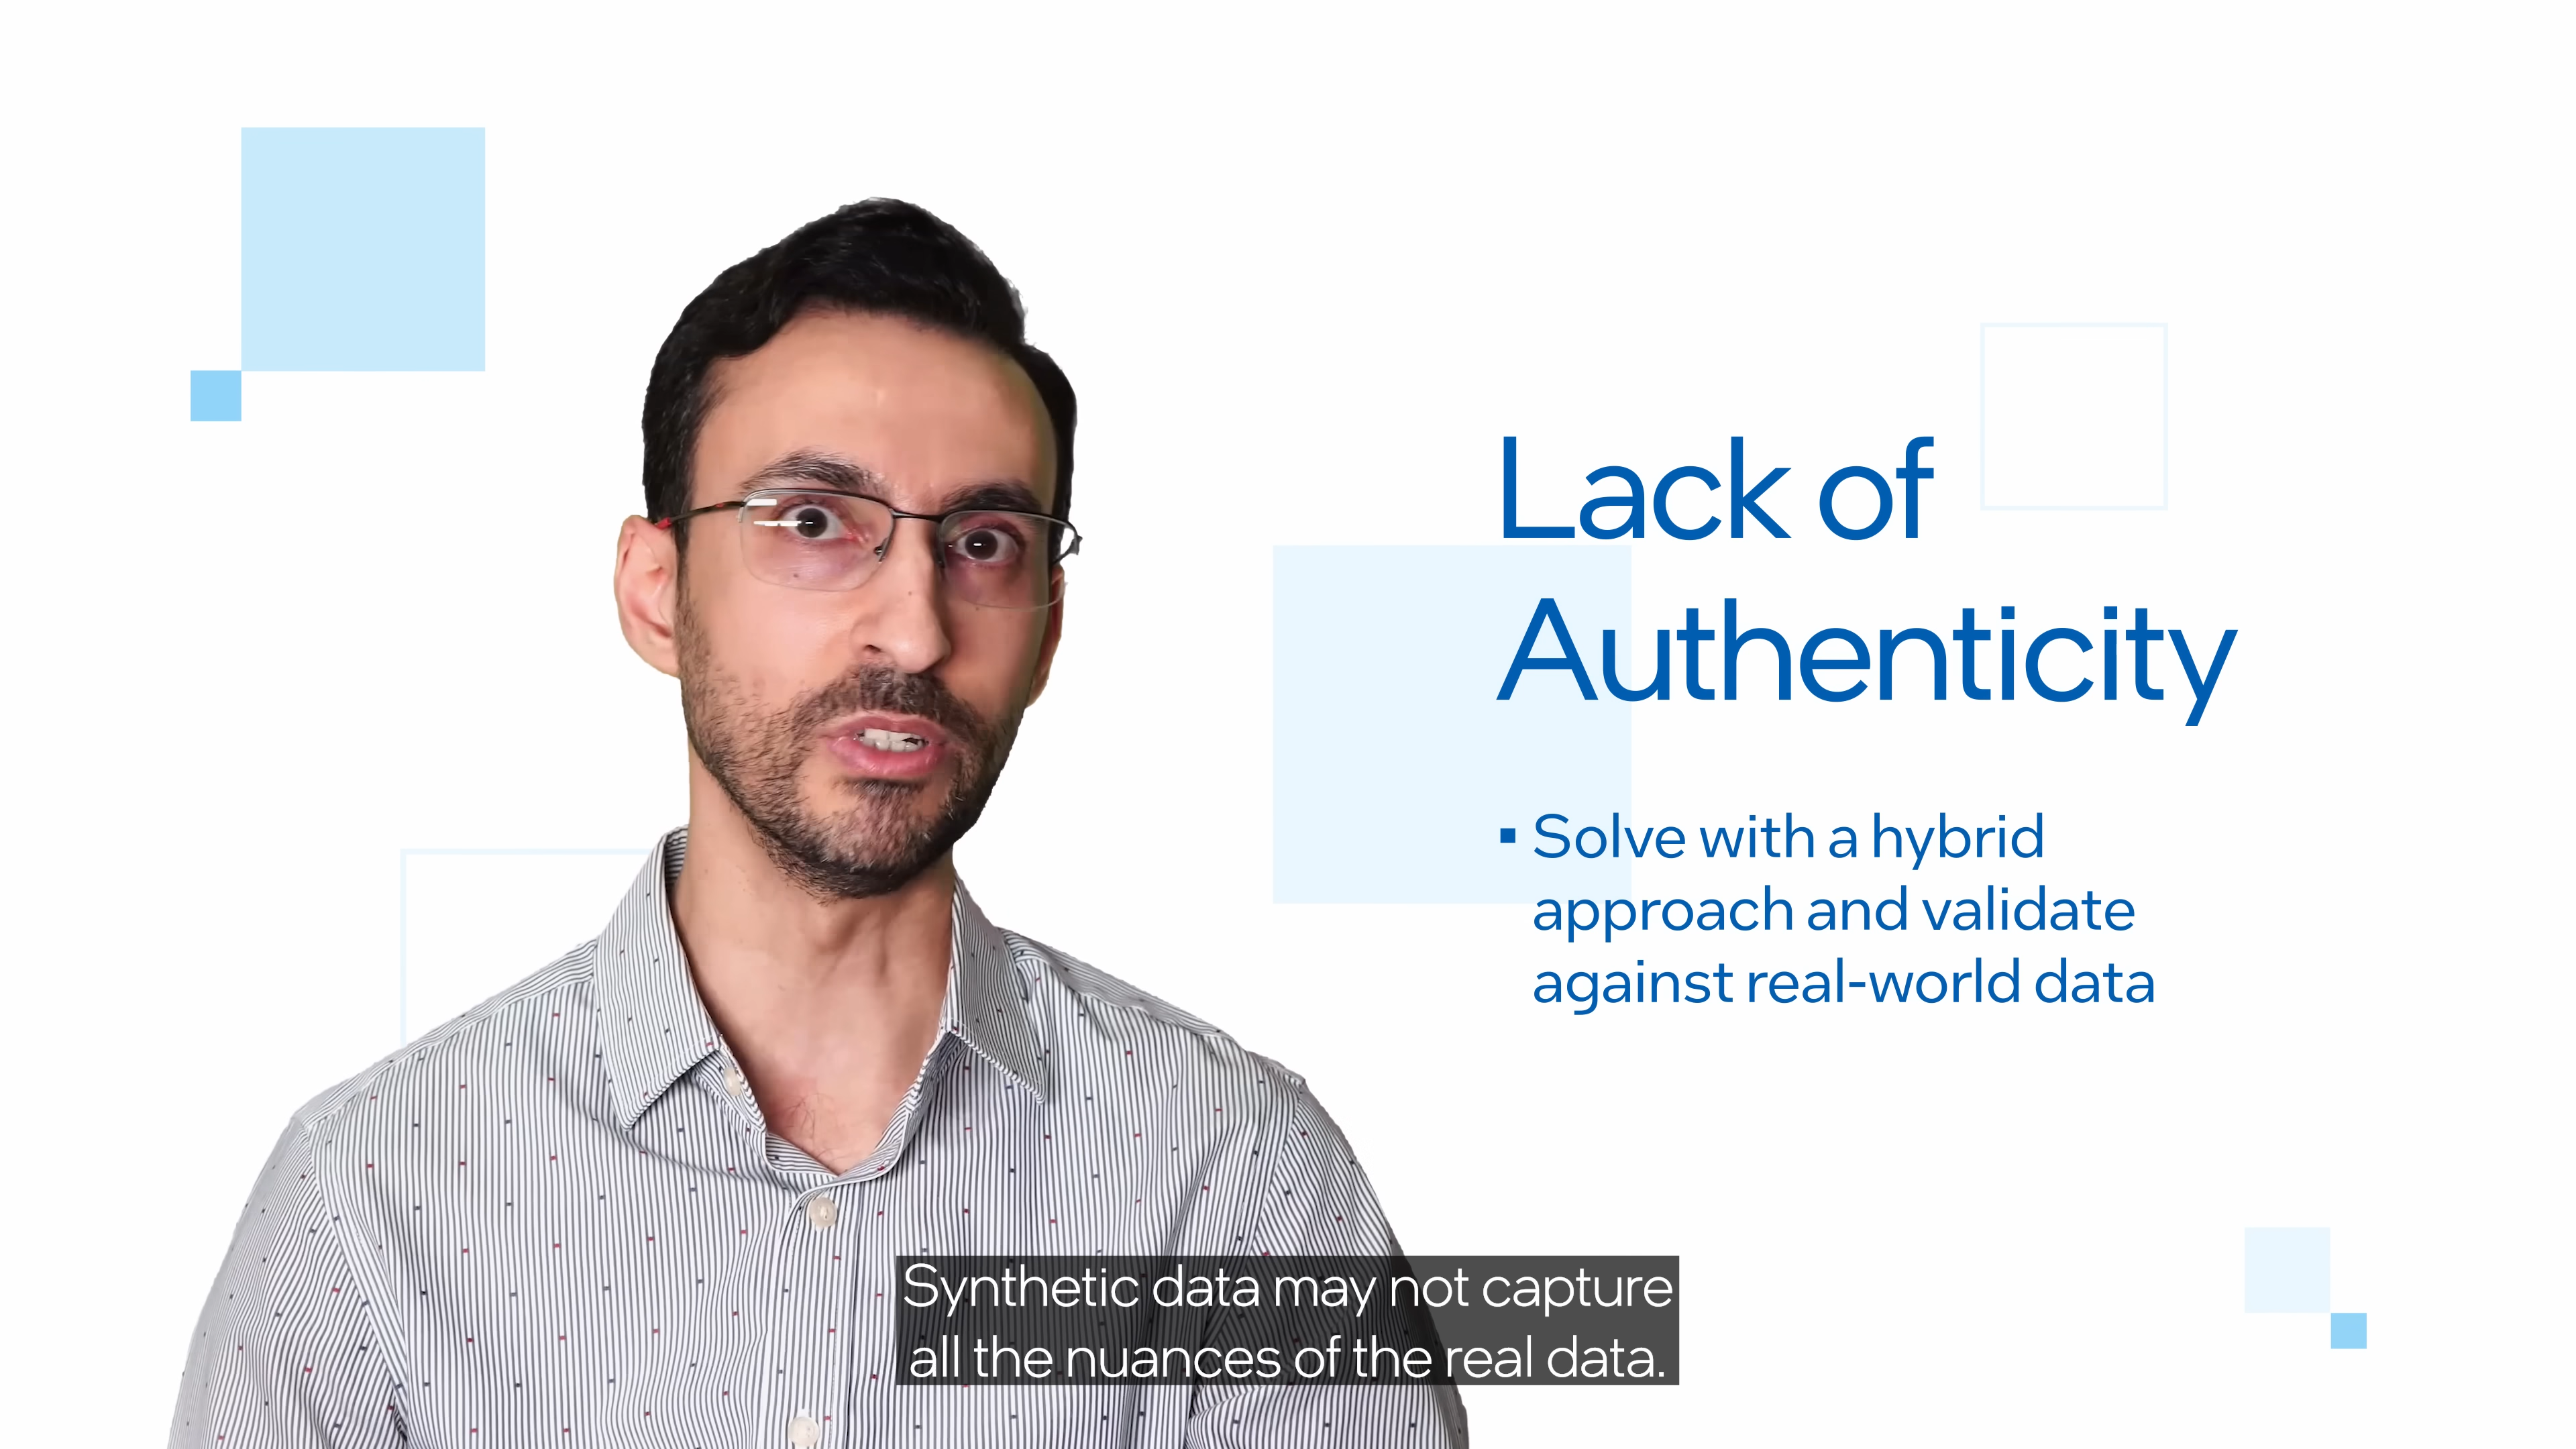 Lack of
Authenticity
▪ Solve with a hybrid
approach and validate
against real-world data
Synthetic data may not capture
all the nuances of the real data.